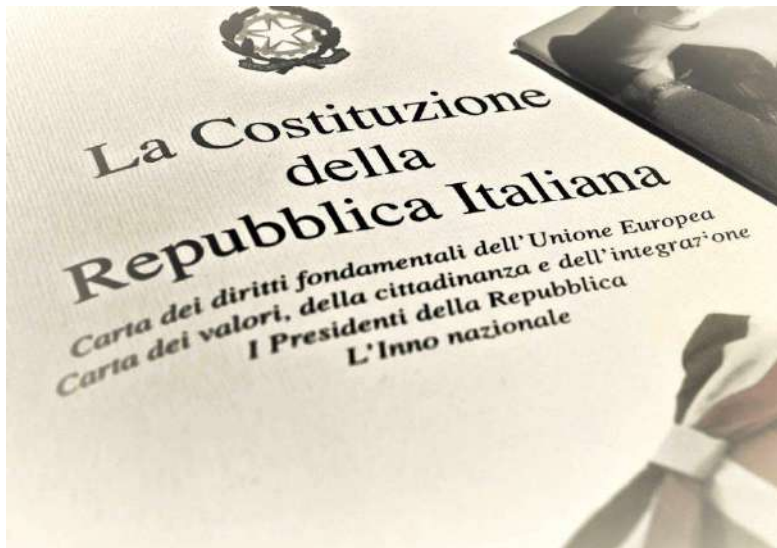 La Costituzione
della
Repubblica Italiana
Carta dei diritti fondamentali dell'Unione Europea
Carta dei valori, della cittadinanza e dell'integrazione
I Presidenti della Repubblica
L'Inno nazionale